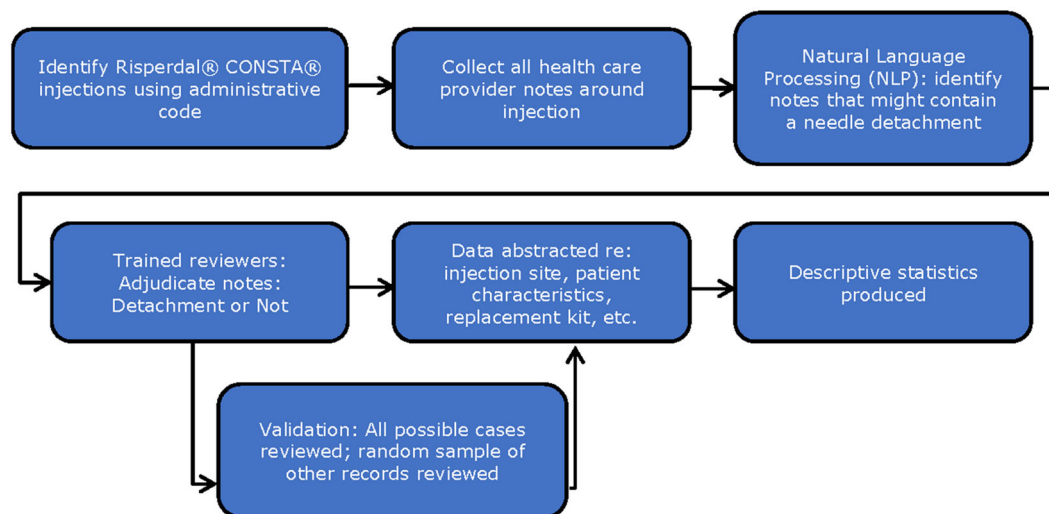 Identify Risperdal® CONSTA®
injections using administrative
code
Collect all health care
provider notes around
injection
Natural Language
Processing (NLP): identify
notes that might contain
a needle detachment
Trained reviewers:
Adjudicate notes:
Detachment or Not
Data abstracted re:
injection site, patient
characteristics,
replacement kit, etc.
Descriptive statistics
produced
Validation: All possible cases
reviewed; random sample of
other records reviewed